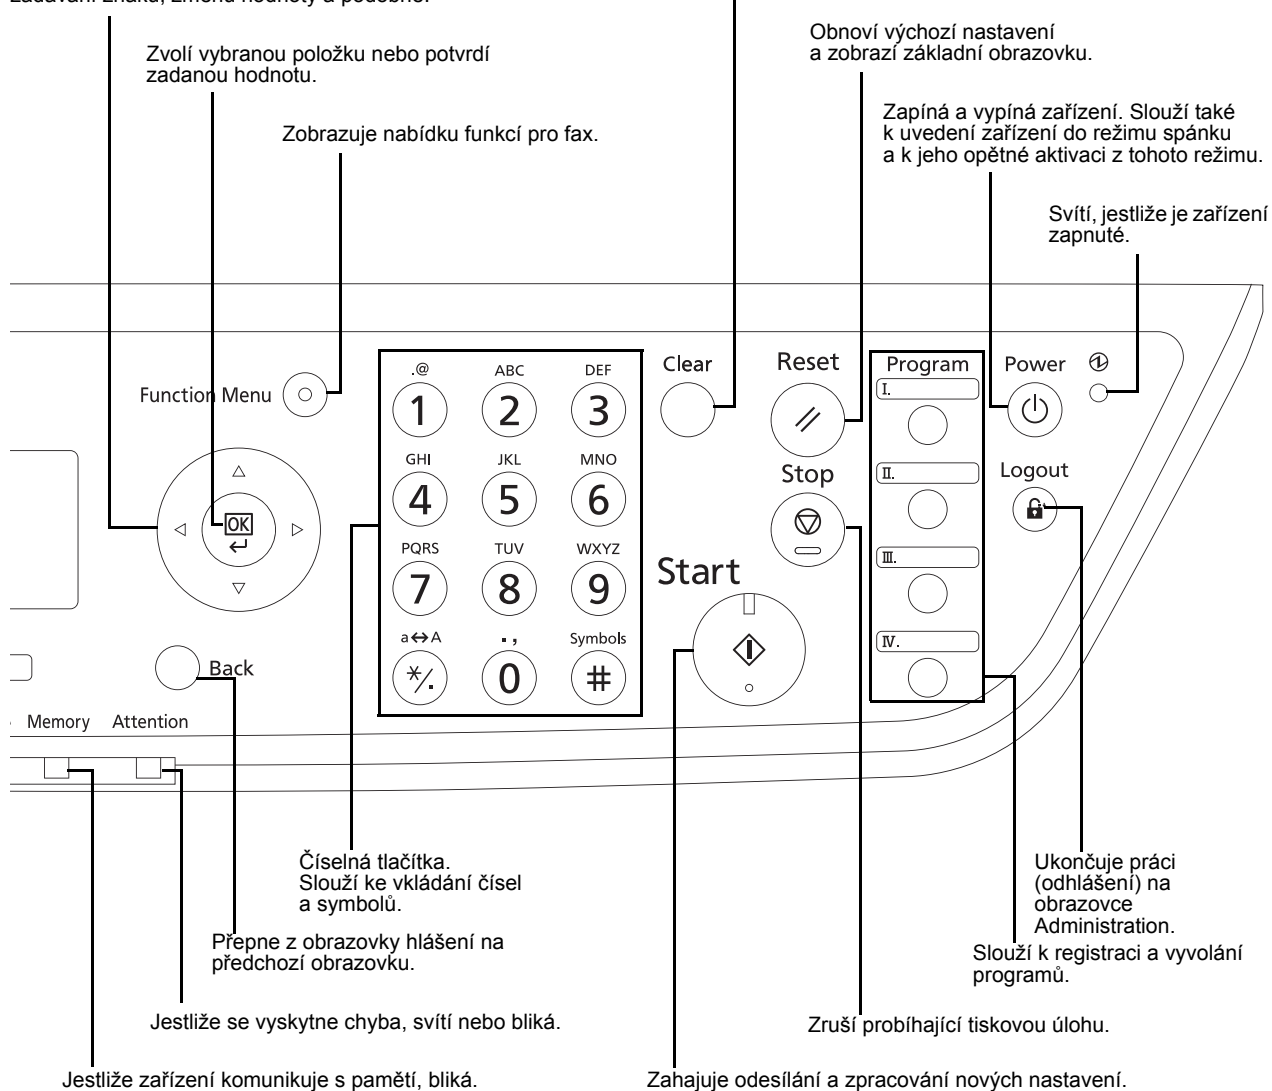 Zvolí vybranou položku nebo potvrdí
zadanou hodnotu.
Zobrazuje nabídku funkcí pro fax.
Obnoví výchozí nastavení
a zobrazí základní obrazovku.
Zapíná a vypíná zařízení. Slouží také
k uvedení zařízení do režimu spánku
a k jeho opětné aktivaci z tohoto režimu.
Svítí, jestliže je zařízení
zapnuté.
Function Menu
.@
ABC
DEF
1
2
3
GHI
JKL
MNO
4
5
6
PQRS
TUV
WXYZ
7
8
9
a↔A
.,
Symbols
*/.
0
#
OK
Back
Clear
Reset
Stop
Start
Program
I.
II.
III.
IV.
Power
Logout
Memory
Attention
Číselná tlačítka.
Slouží ke vkládání čísel
a symbolů.
Přepne z obrazovky hlášení na
předchozí obrazovku.
Jestliže se vyskytne chyba, svítí nebo bliká.
Jestliže zařízení komunikuje s pamětí, bliká.
Ukončuje práci
(odhlášení) na
obrazovce
Administration.
Slouží k registraci a vyvolání
programů.
Zruší probíhající tiskovou úlohu.
Zahajuje odesílání a zpracování nových nastavení.